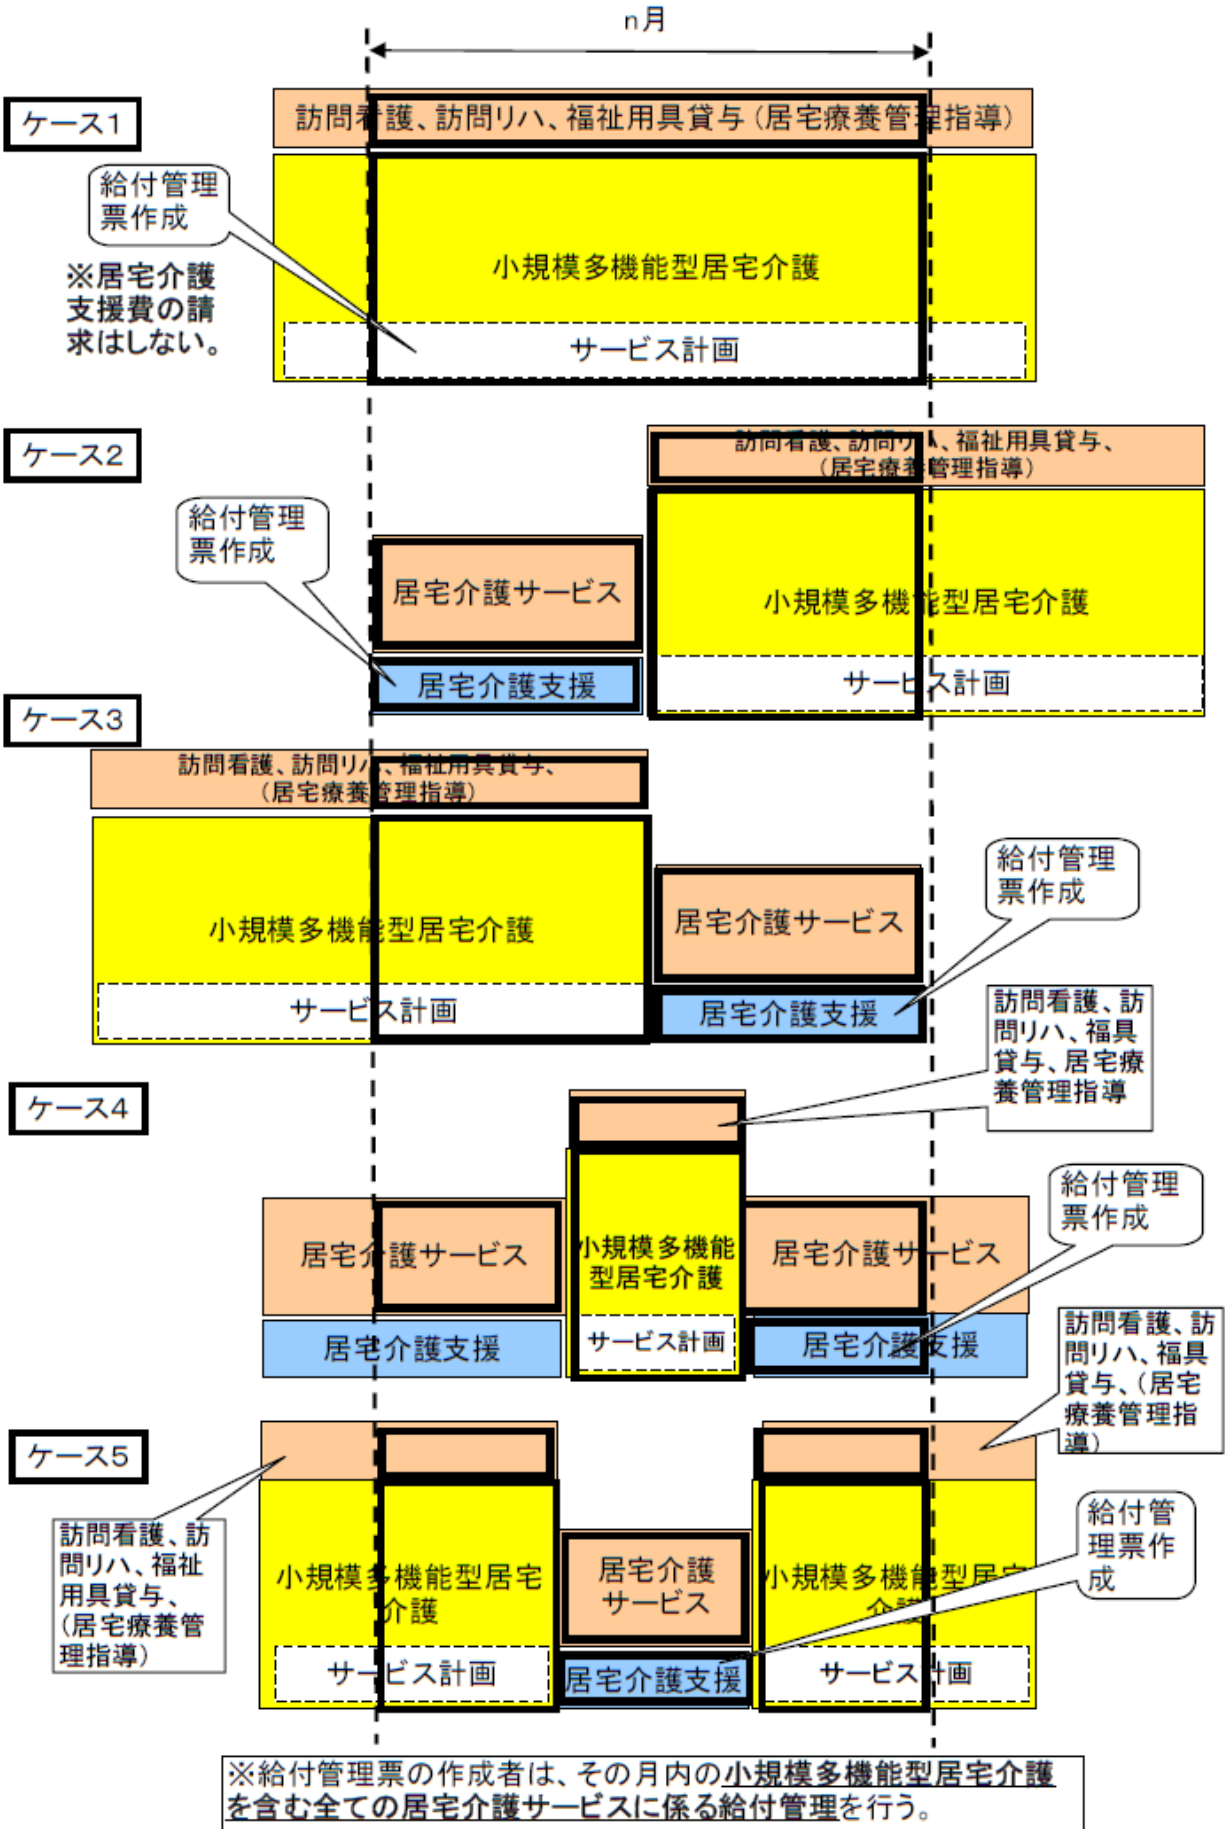 n月
ケース1
訪問看護、訪問リハ、福祉用具貸与(居宅療養管理指導)
給付管理
票作成
※居宅介護
支援費の請
求はしない。
小規模多機能型居宅介護
サービス計画
ケース2
訪問看護、訪問リハ、福祉用具貸与、
(居宅療養管理指導)
給付管理
票作成
居宅介護サービス
居宅介護支援
小規模多機能型居宅介護
サービス計画
ケース3
訪問看護、訪問リハ、福祉用具貸与、
(居宅療養管理指導)
小規模多機能型居宅介護
サービス計画
居宅介護サービス
居宅介護支援
給付管理
票作成
ケース4
訪問看護、訪
問リハ、福具
貸与、居宅療
養管理指導
居宅介護サービス
居宅介護支援
小規模多機能
型居宅介護
サービス計画
居宅介護サービス
居宅介護支援
給付管理
票作成
ケース5
訪問看護、訪
問リハ、福具
貸与、(居宅
療養管理指
導)
訪問看護、訪
問リハ、福祉
用具貸与、
(居宅療養管
理指導)
小規模多機能型居宅
介護
サービス計画
居宅介護
サービス
居宅介護支援
小規模多機能型居宅
介護
サービス計画
給付管
理票作
成
※給付管理票の作成者は、その月内の小規模多機能型居宅介護
を含む全ての居宅介護サービスに係る給付管理を行う。